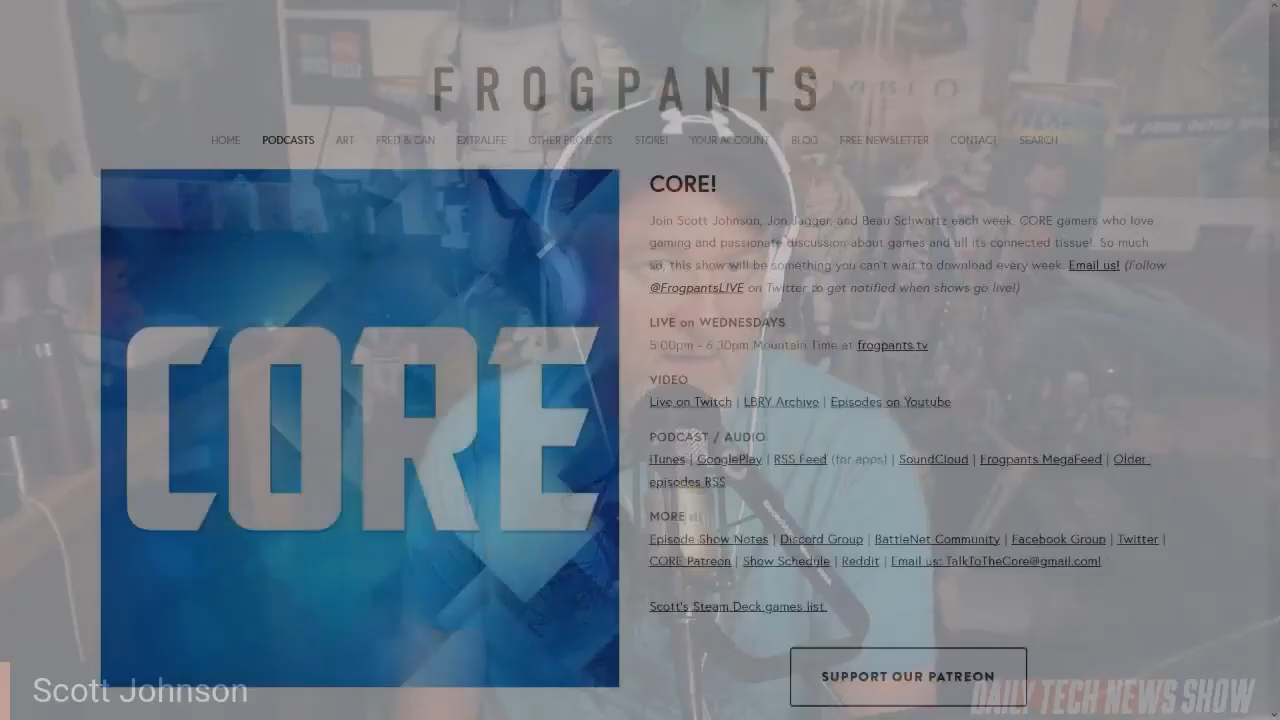 FROGPANTS
HOME PODCASTS ART FRED & CAN EXTRALIFE OTHER PROJECTS STORE! YOUR ACCOUNT BLOG FREE NEWSLETTER CONTACT SEARCH
CORE
CORE!
Join Scott Johnson, Jon Jagger, and Beau Schwartz each week. CORE gamers who love
gaming and passionate discussion about games and all its connected tissue!. So much
so, this show will be something you can't wait to download every week. Email us! (Follow
@FrogpantsLIVE on Twitter to get notified when shows go live!)
LIVE on WEDNESDAYS
5:00pm - 6:30pm Mountain Time at frogpants.tv
VIDEO
Live on Twitch | LBRY Archive | Episodes on Youtube
PODCAST / AUDIO
iTunes | GooglePlay | RSS Feed (for apps) | SoundCloud | Frogpants MegaFeed | Older
episodes RSS
MORE
Episode Show Notes | Discord Group | BattleNet Community | Facebook Group | Twitter |
CORE Patreon | Show Schedule | Reddit | Email us: TalkToTheCore@gmail.com!
Scott's Steam Deck games list.
SUPPORT OUR PATREON
Scott Johnson
DAILY TECH NEWS SHOW